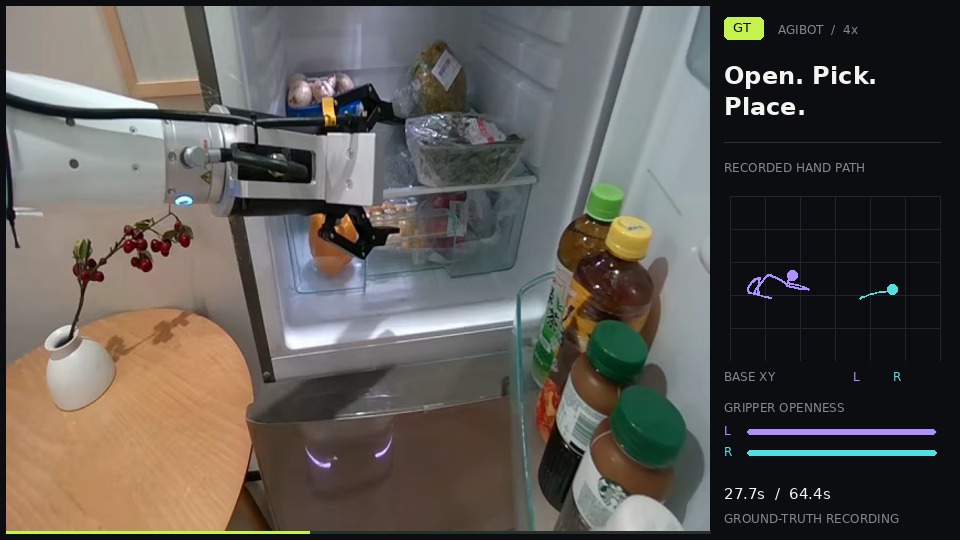 GT
AGIBOT / 4x
Open. Pick.
Place.
RECORDED HAND PATH
BASE XY
L
R
GRIPPER OPENNESS
L
R
27.7s / 64.4s
GROUND-TRUTH RECORDING